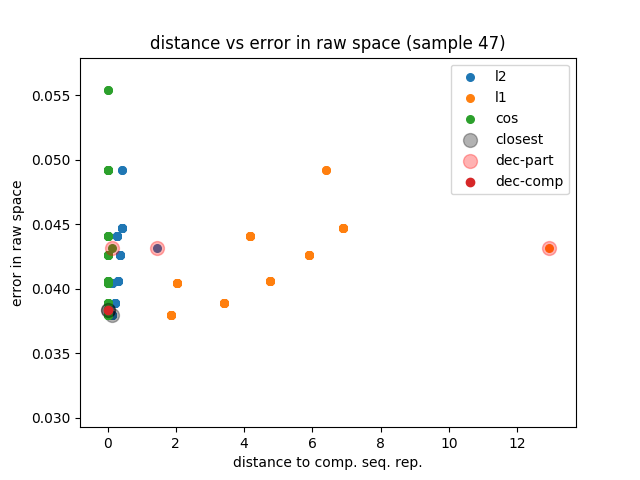 distance vs error in raw space (sample 47)
error in raw space
0.055
0.050
0.045
0.040
0.035
0.030
l2
l1
cos
closest
dec-part
dec-comp
0 2 4 6 8 10 12
distance to comp. seq. rep.